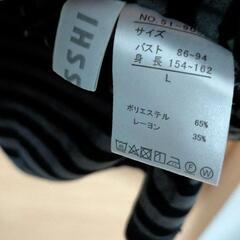 SSHI
サイズ
バスト 86-94
身長 154~162
L
ポリエステル 65%
レーヨン 35%